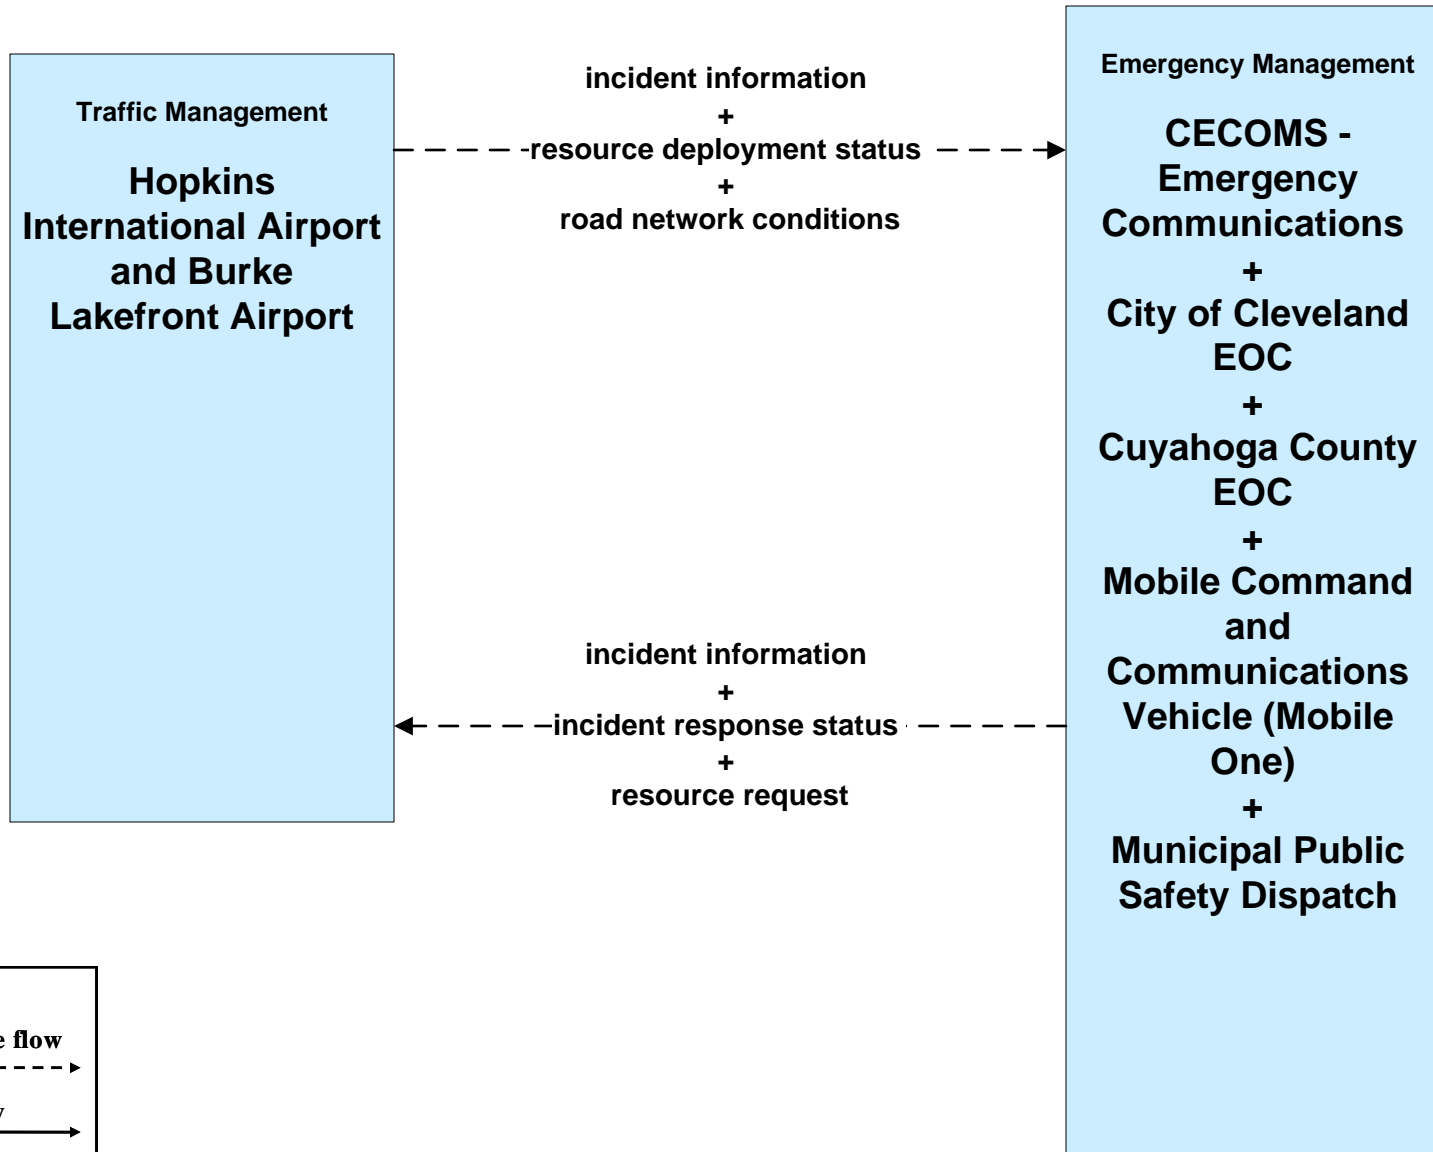 Traffic Management
Hopkins
International Airport
and Burke
Lakefront Airport
incident information
+
resource deployment status
+
road network conditions
incident information
+
incident response status
+
resource request
Emergency Management
CECOMS -
Emergency
Communications
+
City of Cleveland
EOC
+
Cuyahoga County
EOC
+
Mobile Command
and
Communications
Vehicle (Mobile
One)
+
Municipal Public
Safety Dispatch
flow